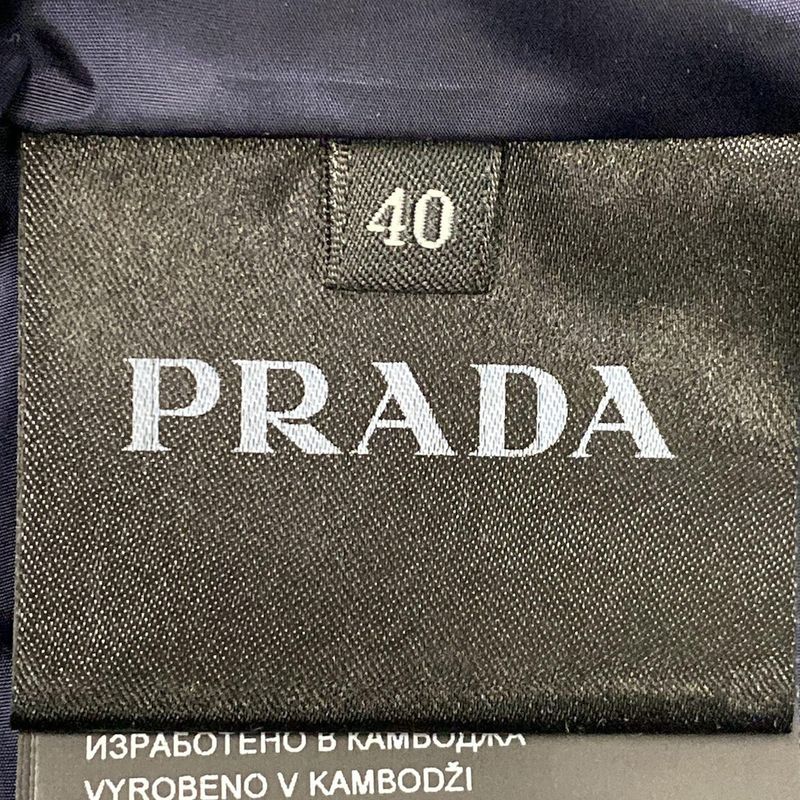 40
PRADA
ИЗРАБОТЕНО В КАМБОДЖА
VYROBENO V KAMBODŽI